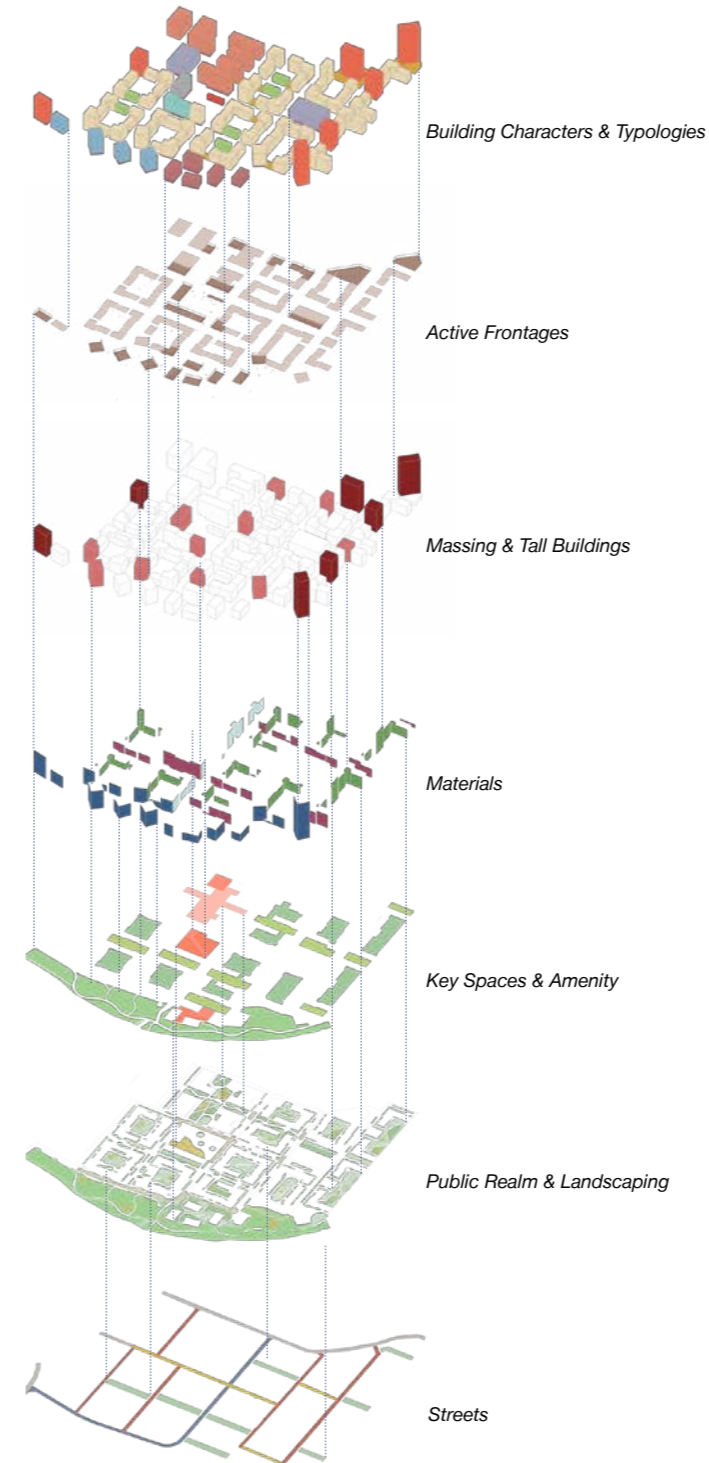 Building Characters & Typologies
Active Frontages
Massing & Tall Buildings
Materials
Key Spaces & Amenity
Public Realm & Landscaping
Streets